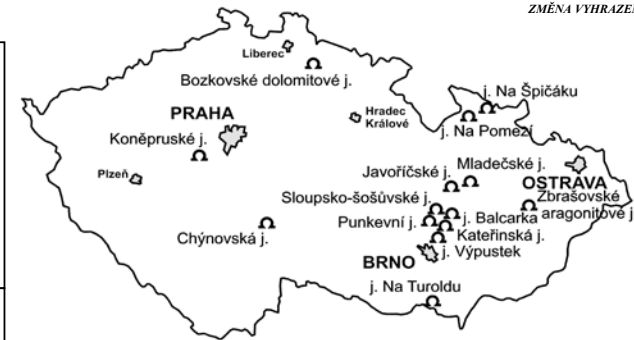 ZMĚNA VYHRAZEN
Liberec
Bozkovské dolomitové j.
j. Na Špičáku
PRAHA
Hradec
Králové
j. Na Pomezí
Koněpruské j.
Plzeň
Javoříčské j.
Mladečské j.
OSTRAVA
Sloupsko-šošůvské j.
Zbrašovské
aragonitové j
Punkevní j.
j. Balcarka
Chýnovská j.
Kateřinská j.
j. Výpustek
BRNO
j. Na Turoldu